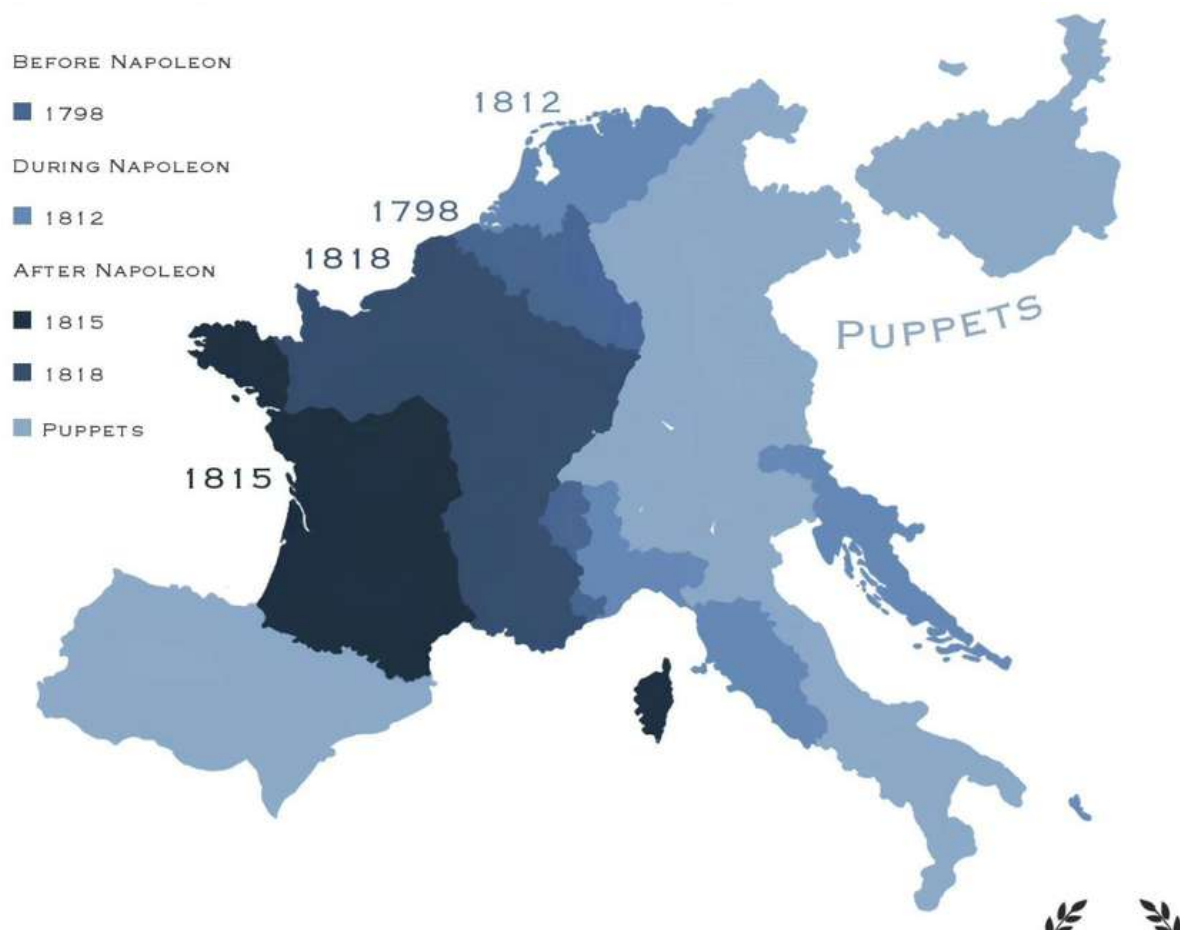 BEFORE NAPOLEON
1798
DURING NAPOLEON
1812
AFTER NAPOLEON
1815
1818
PUPPETS
1812
1798
1818
1815
PUPPETS